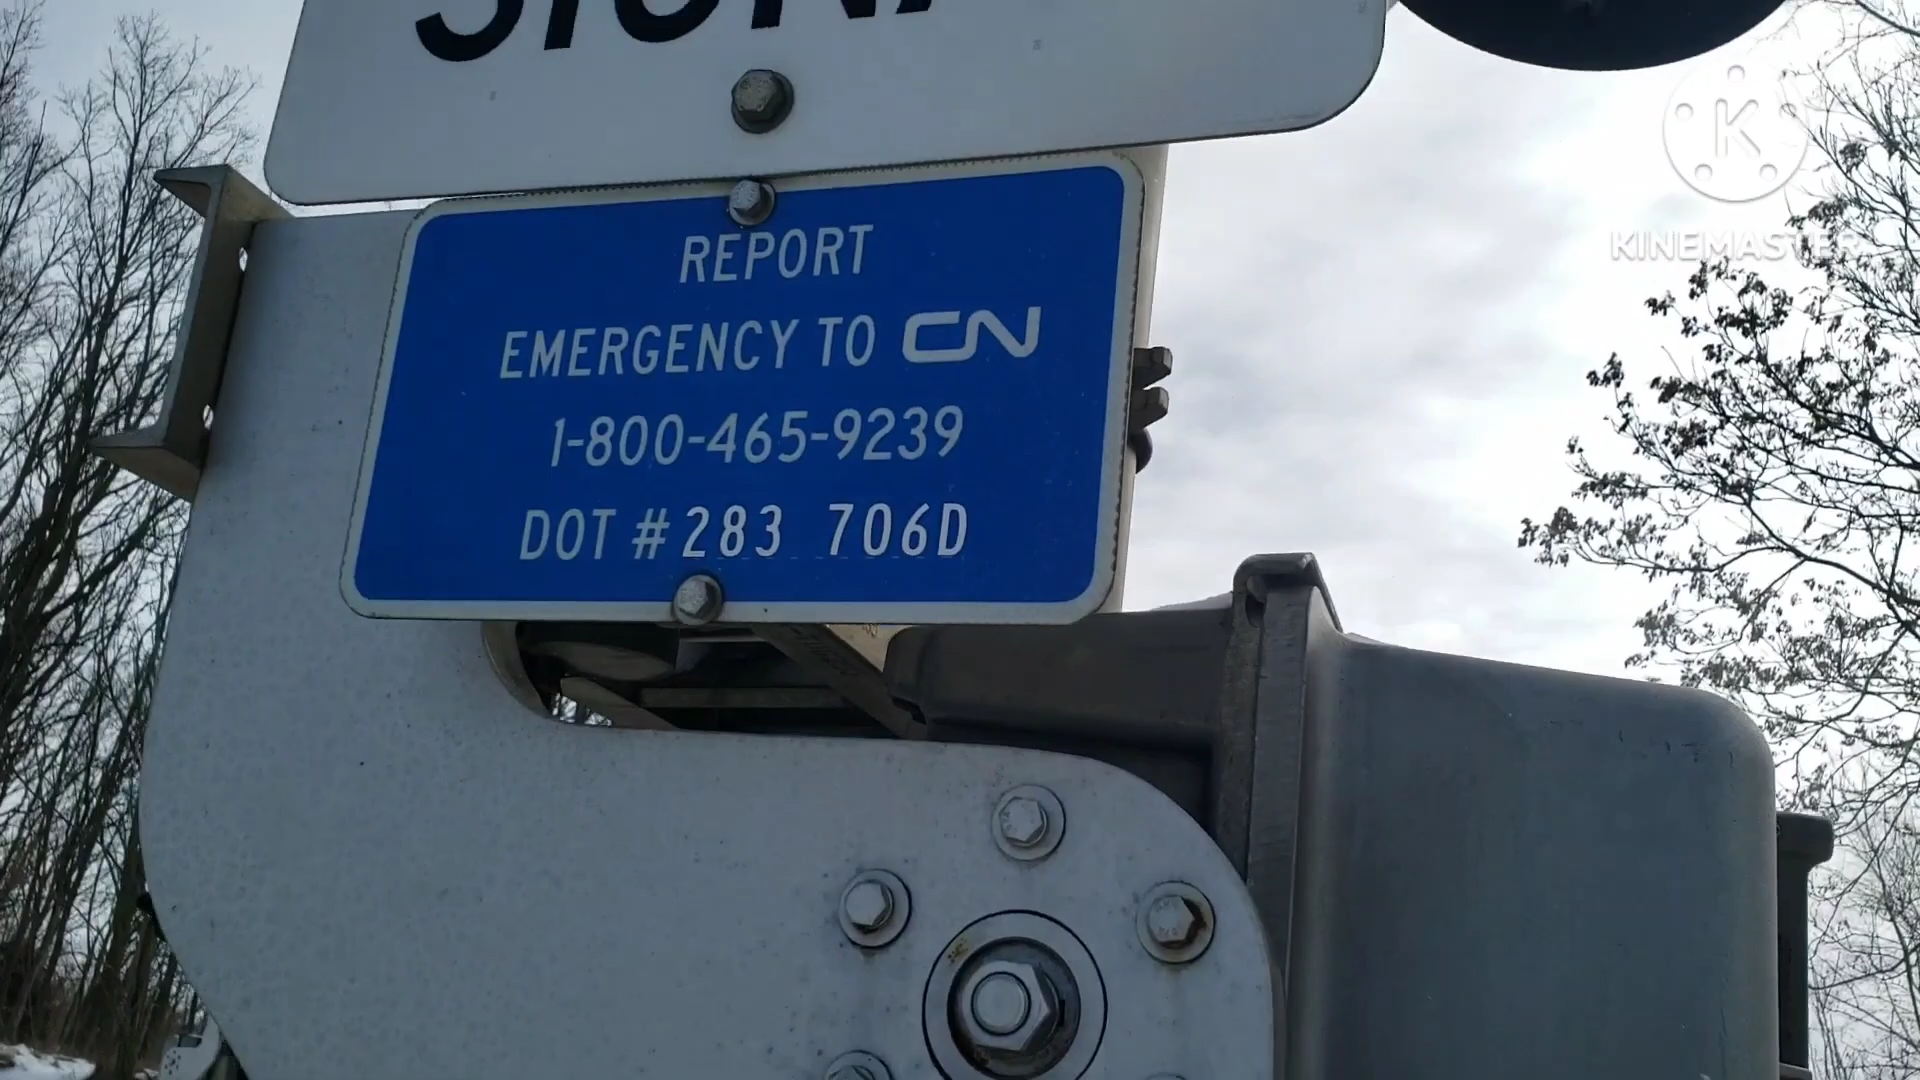 REPORT
EMERGENCY TO CN
1-800-465-9239
DOT #283 706D
K
KINEMASTER